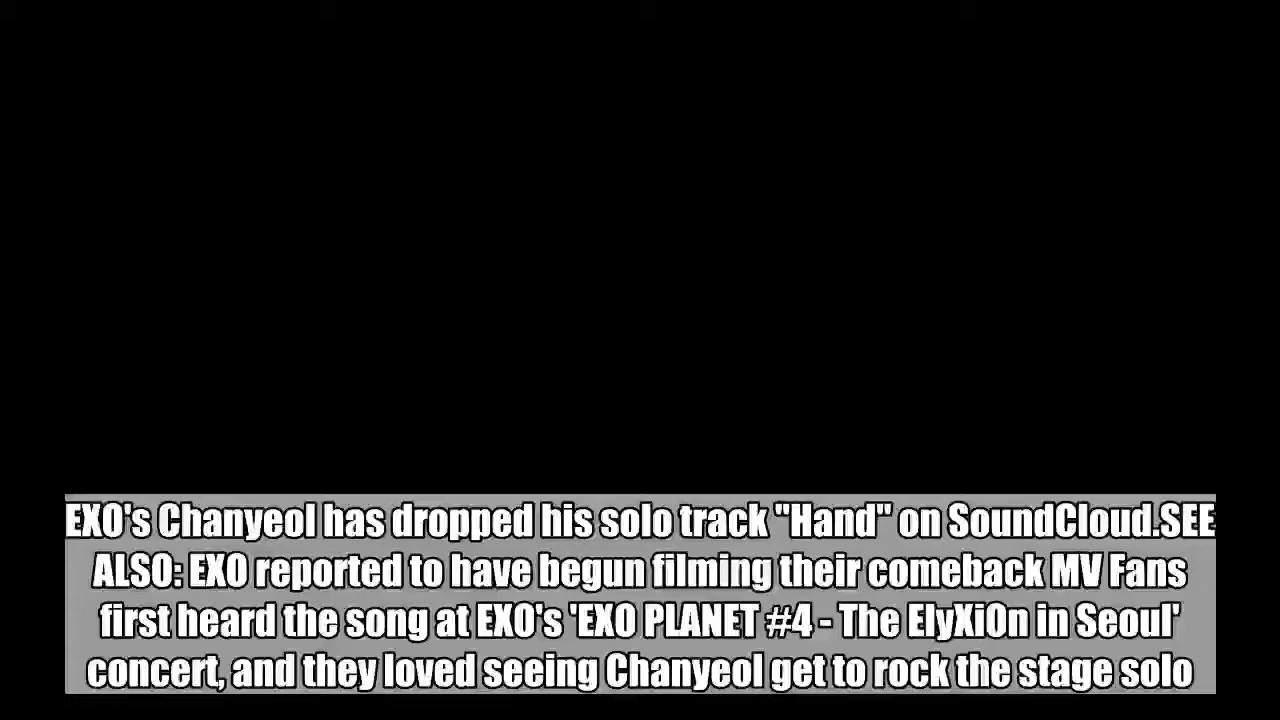 EXO's Chanyeol has dropped his solo track "Hand" on SoundCloud.SEE
ALSO: EXO reported to have begun filming their comeback MV Fans
first heard the song at EXO's 'EXO PLANET #4 - The ElyXiOn in Seoul'
concert, and they loved seeing Chanyeol get to rock the stage solo